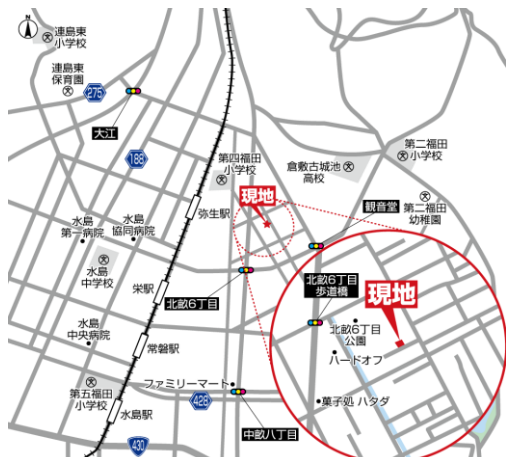 N
連島東
小学校
連島東
保育園
275
大江
188
第四福田
小学校
倉敷古城池
高校
第二福田
小学校
現地
弥生駅
観音堂
第二福田
幼稚園
水島
第一病院
水島
協同病院
水島
中学校
栄駅
北畝6丁目
北畝6丁目
歩道橋
現地
北畝6丁目
公園
ハードオフ
水島
中央病院
常磐駅
ファミリーマート
第五福田
小学校
428
菓子処 ハタダ
水島駅
中畝八丁目
430